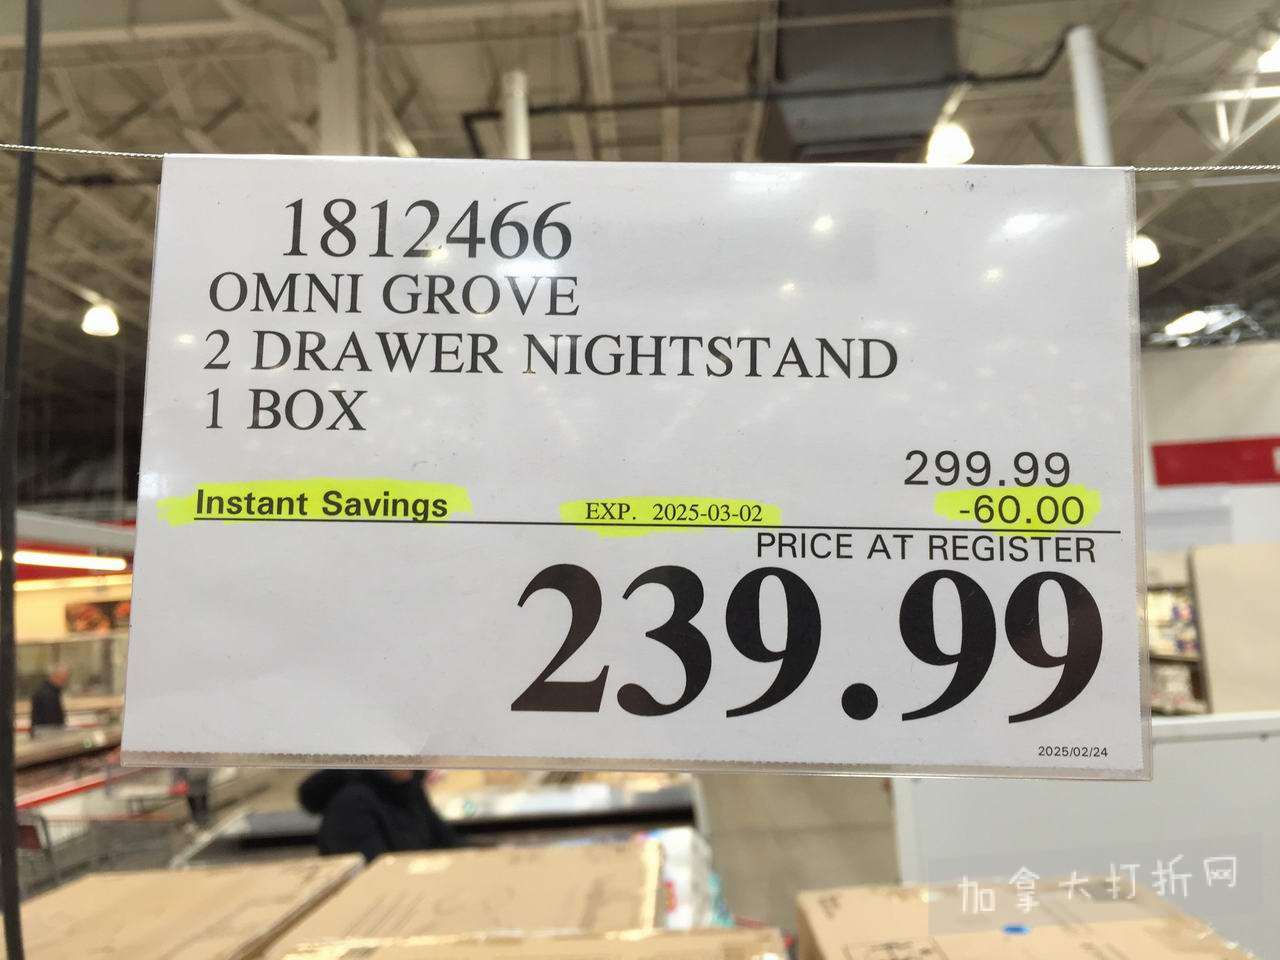 1812466
OMNI GROVE
2 DRAWER NIGHTSTAND
1 BOX
299.99
Instant Savings EXP. 2025-03-02 -60.00
PRICE AT REGISTER
239.99
2025/02/24
加拿大打折网